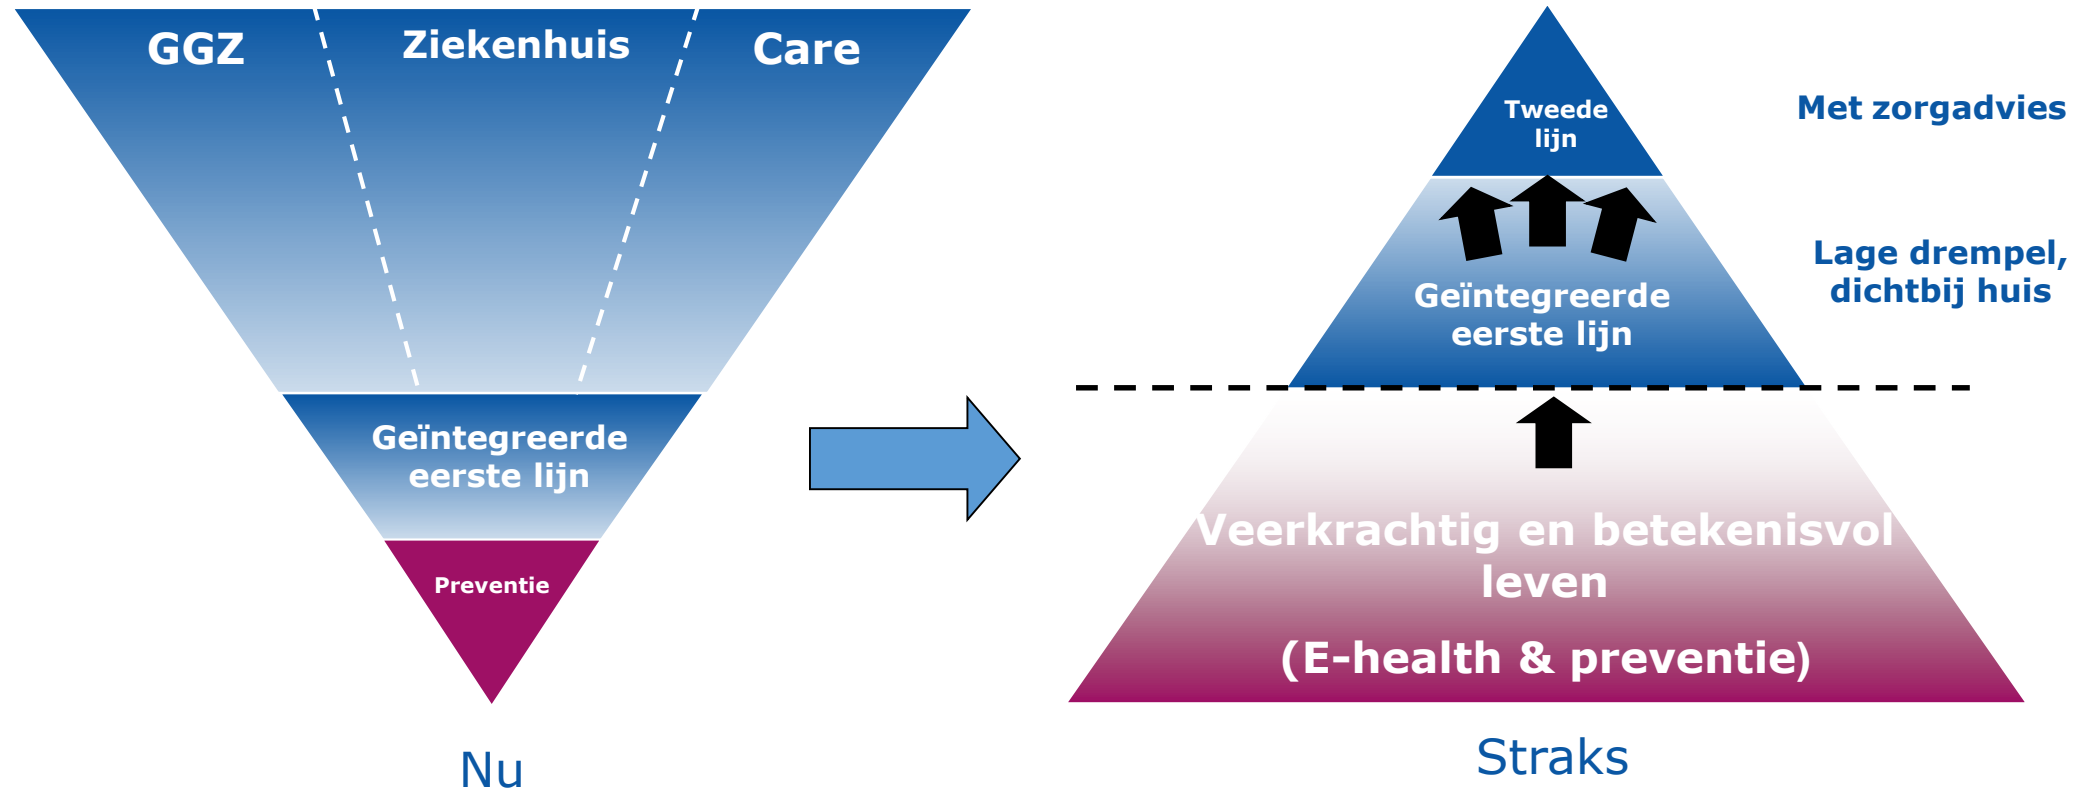 GGZ
Ziekenhuis
Care
Geïntegreerde
eerste lijn
Preventie
Nu
Tweede
lijn
Met zorgadvies
Geïntegreerde
eerste lijn
Lage drempel,
dichtbij huis
Veerkrachtig en betekenisvol
leven
(E-health & preventie)
Straks